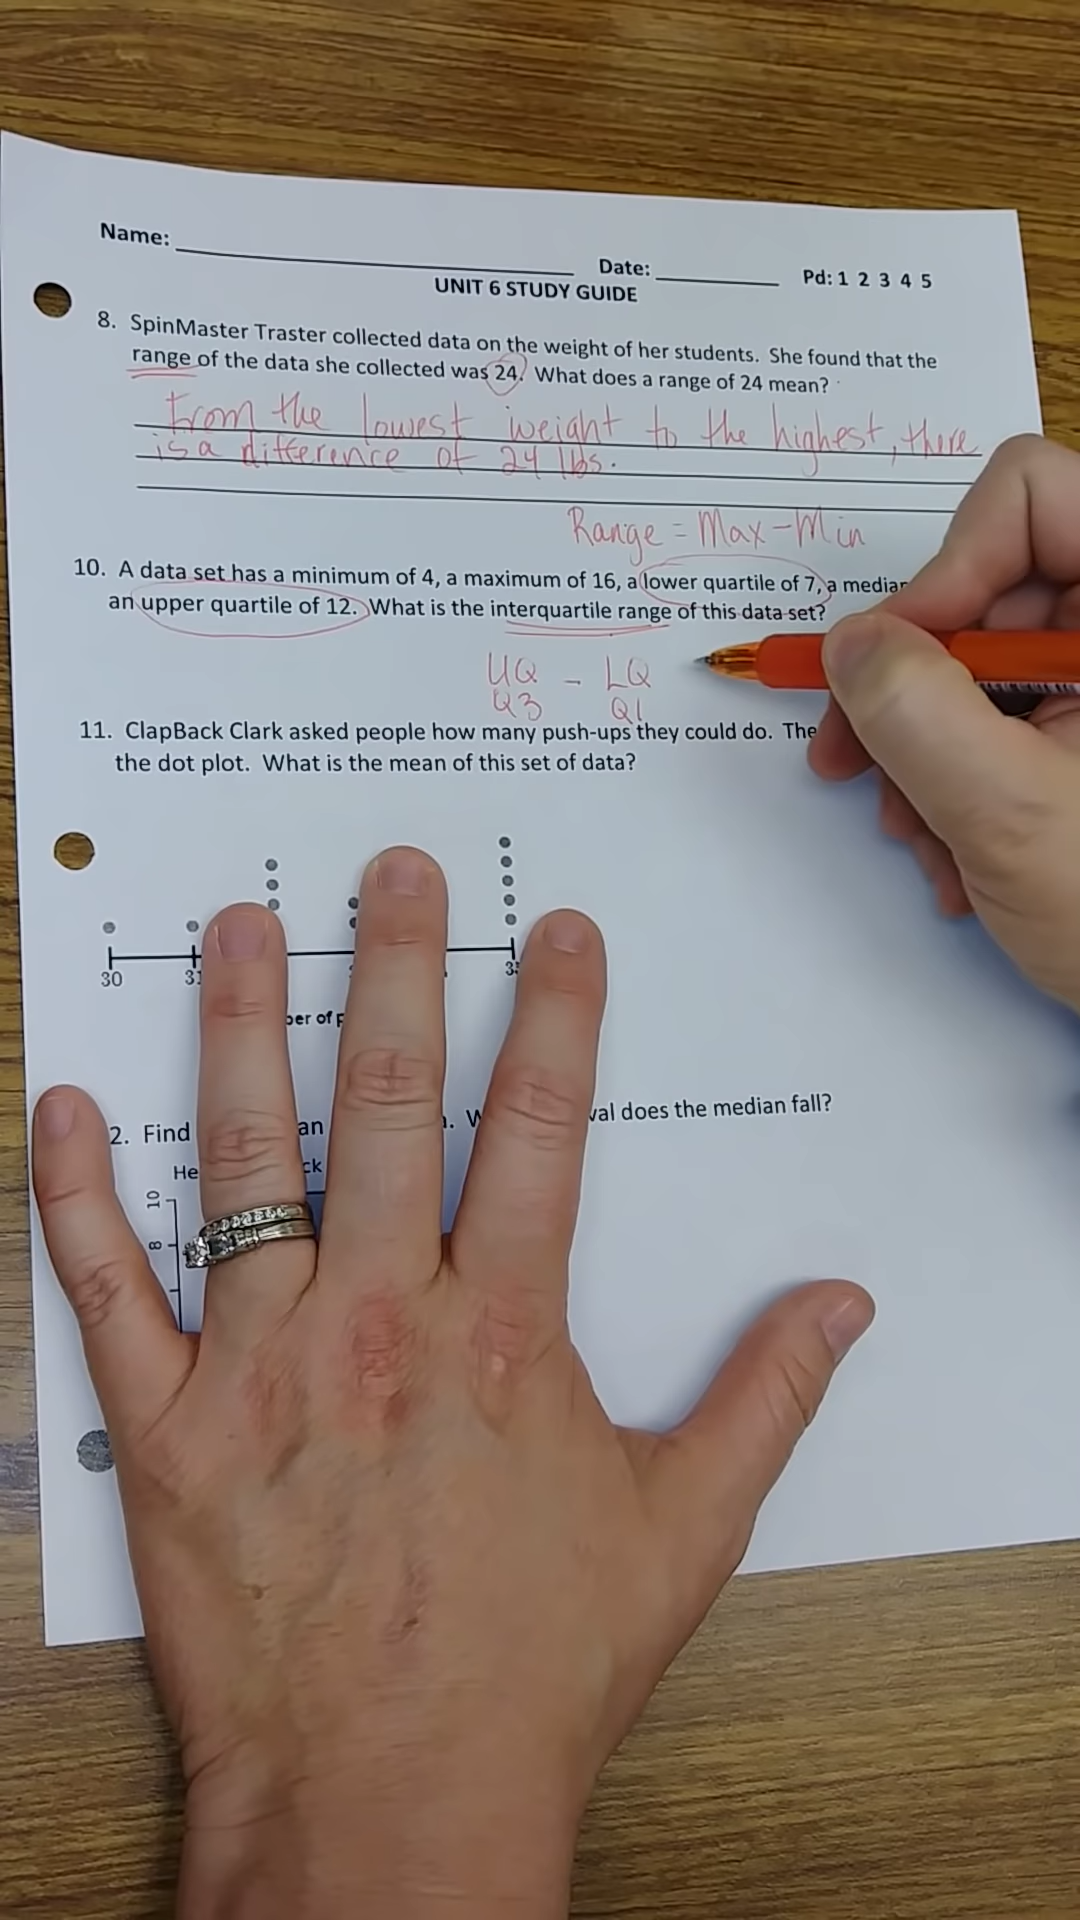 Name:
Date:
Pd: 1 2 3 4 5
UNIT 6 STUDY GUIDE
8. SpinMaster Traster collected data on the weight of her students. She found that the
range of the data she collected was 24. What does a range of 24 mean?
From the lowest weight to the highest, there
is a difference of 24 lbs.
Range = Max - Min
10. A data set has a minimum of 4, a maximum of 16, a lower quartile of 7, a
an upper quartile of 12. What is the interquartile range of this data set?
UQ - LQ
Q3 Q1
11. ClapBack Clark asked people how many push-ups they could do. The
the dot plot. What is the mean of this set of data?
30
of
2. Find does the median fall?
10
8